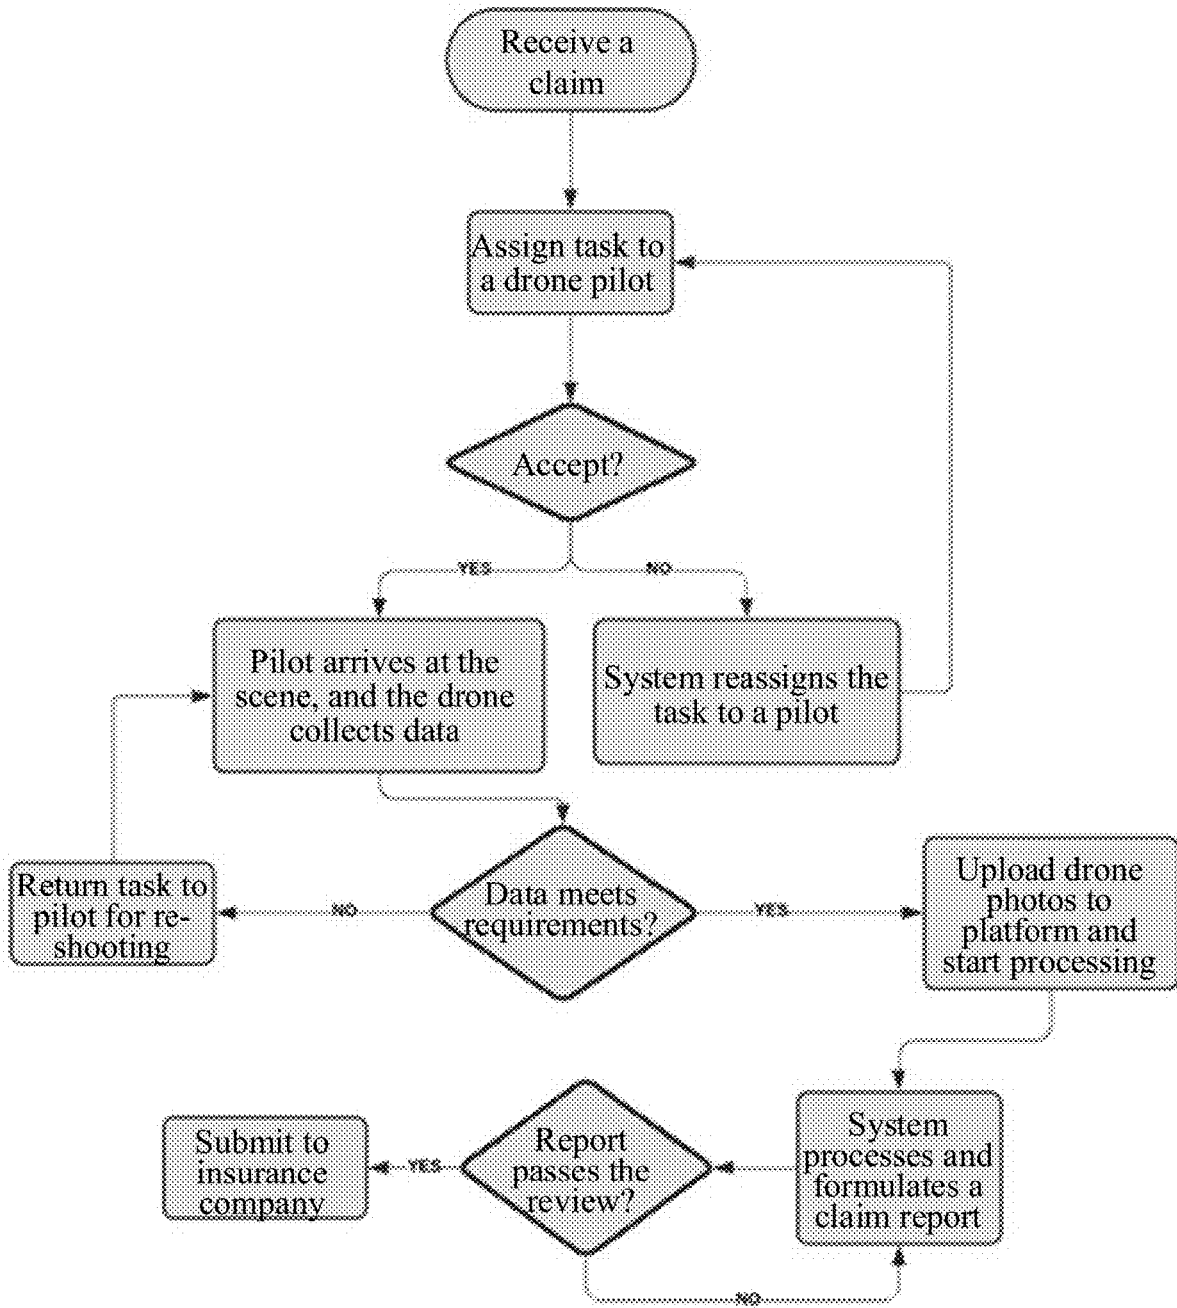 Receive a
claim
Assign task to
a drone pilot
Accept?
YES
NO
Pilot arrives at the
scene, and the drone
collects data
System reassigns the
task to a pilot
Return task to
pilot for re-
shooting
NO
Data meets
requirements?
YES
Upload drone
photos to
platform and
start processing
Submit to
insurance
company
YES
Report
passes the
review?
System
processes and
formulates a
claim report
NO